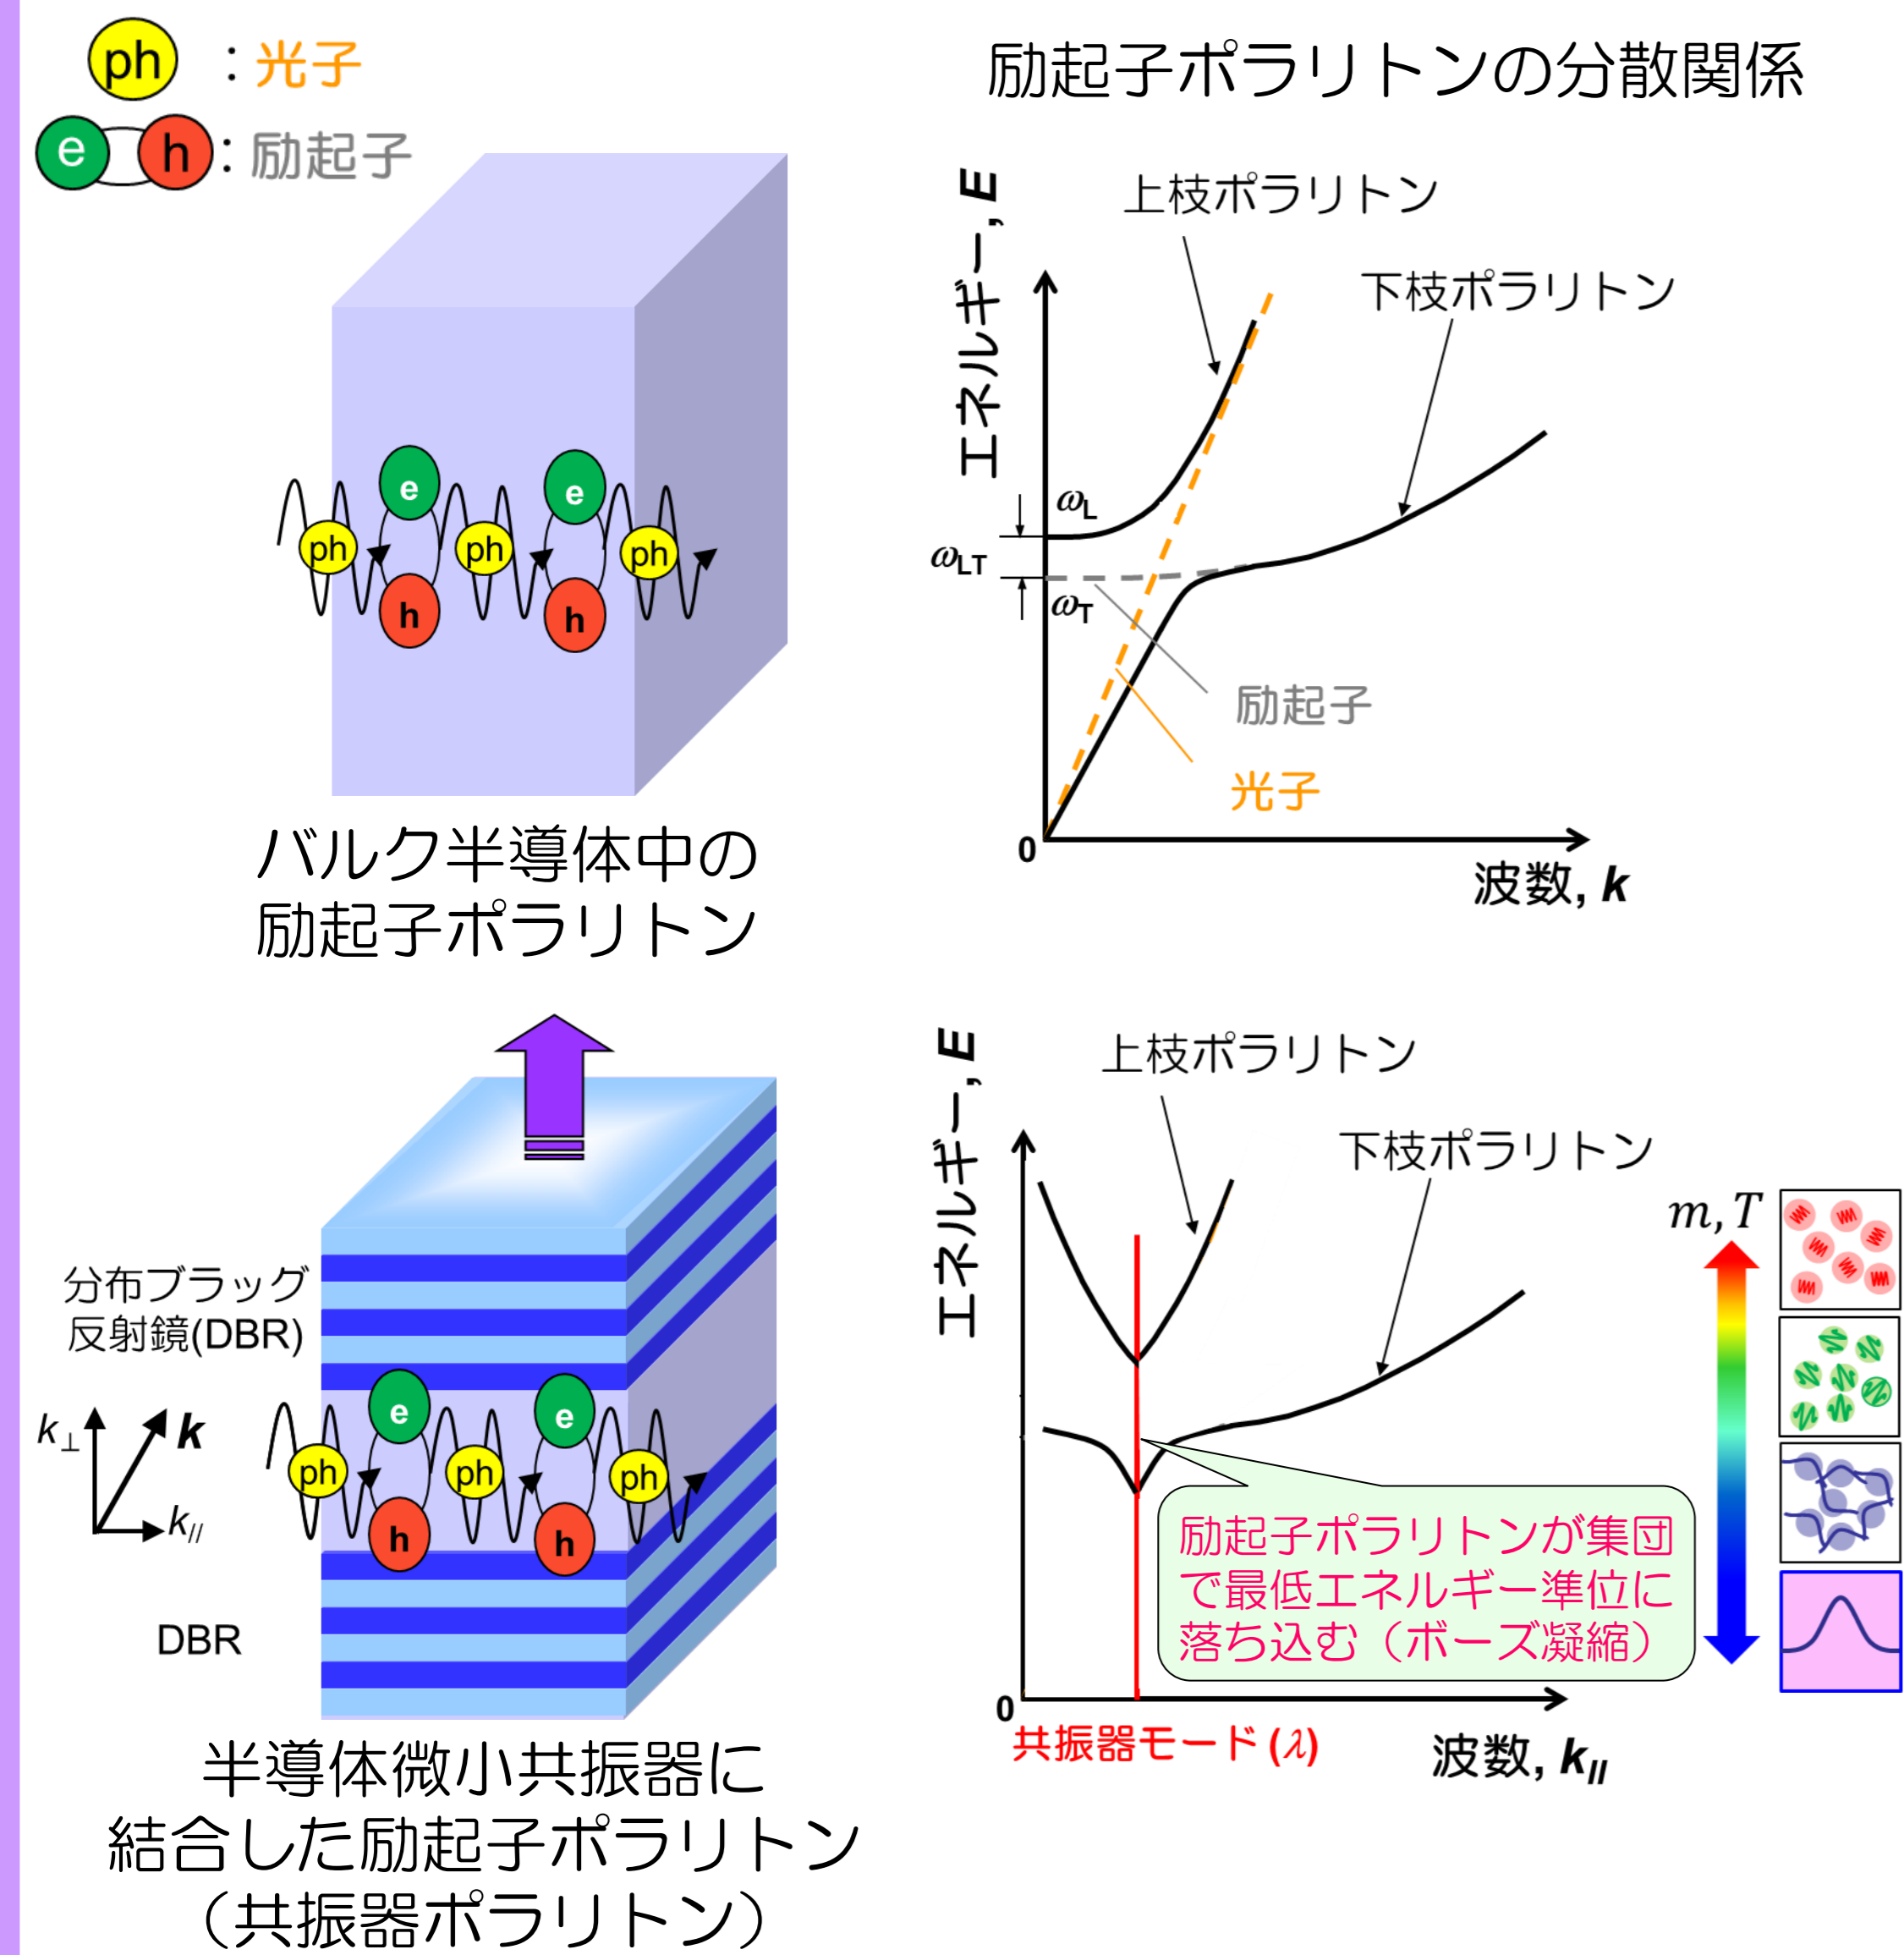 ph :光子
e h :励起子
e e
ph ph ph
h h
バルク半導体中の
励起子ポラリトン
励起子ポラリトンの分散関係
エネルギー, E
上枝ポラリトン
下枝ポラリトン
ωL
ωLT
ωT
励起子
光子
0
波数, k
分布ブラッグ
反射鏡(DBR)
k⊥ k
k//
e e
ph ph ph
h h
DBR
半導体微小共振器に
結合した励起子ポラリトン
(共振器ポラリトン)
エネルギー, E
上枝ポラリトン
下枝ポラリトン
m, T
励起子ポラリトンが集団
で最低エネルギー準位に
落ち込む(ボーズ凝縮)
0
共振器モード(λ)
波数, k//